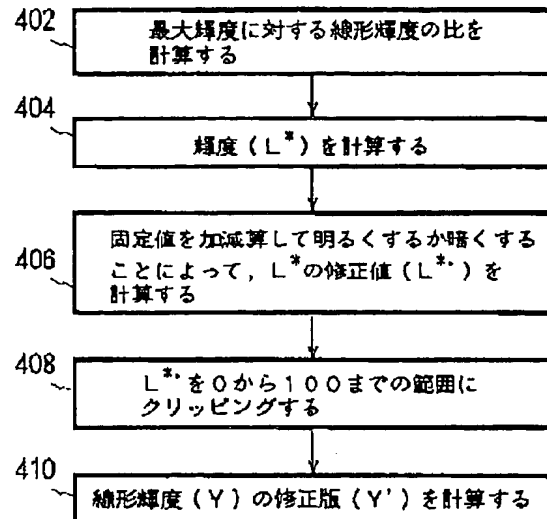 402
最大輝度に対する線形輝度の比を
計算する
404
輝度(L*)を計算する
406
固定値を加減算して明るくするか暗くする
ことによって,L*の修正値(L*')を
計算する
408
L*'を0から100までの範囲に
クリッピングする
410
線形輝度(Y)の修正版(Y')を計算する